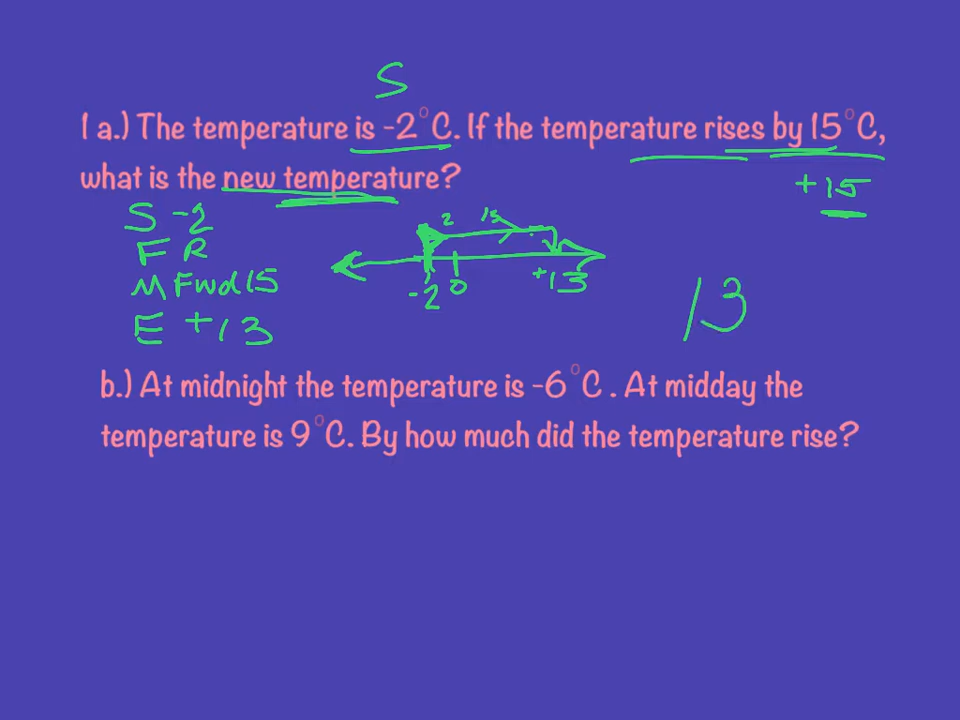 S
1 a.) The temperature is -2°C. If the temperature rises by 15°C,
what is the new temperature?
+15
S -2
F R
M Fwd 15
E +13
2 15
-2 0 +13
13
b.) At midnight the temperature is -6°C. At midday the
temperature is 9°C. By how much did the temperature rise?